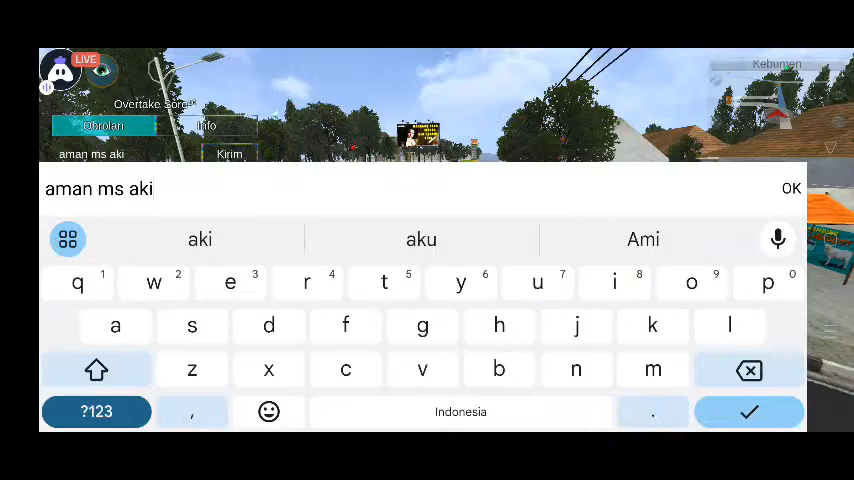 LIVE
Kebumen
Overtake Sore
Obrolan
Info
aman ms aki
Kirim
aman ms aki
OK
aki
aku
Ami
q 1 w 2 e 3 r 4 t 5 y 6 u 7 i 8 o 9 p 0
a s d f g h j k l
z x c v b n m
?123
,
Indonesia
.